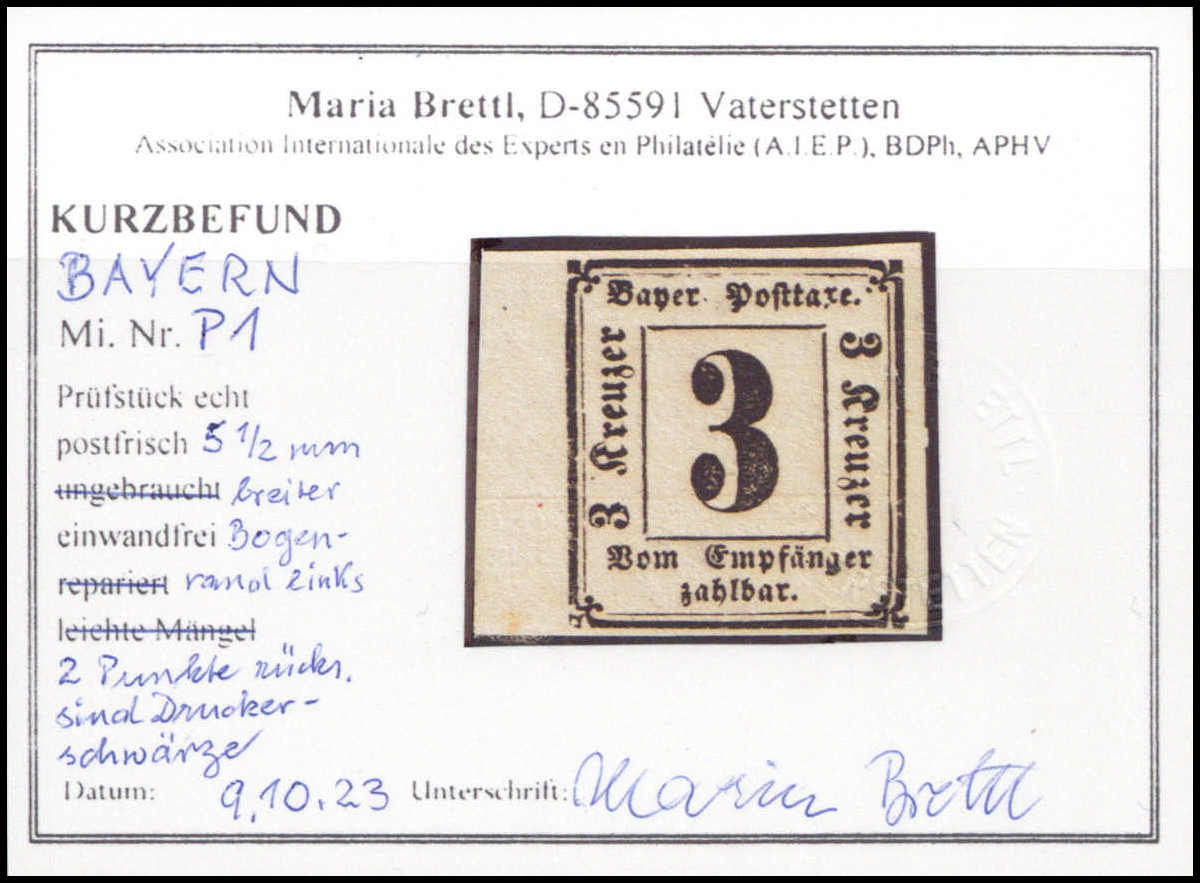 Maria Brettl, D-85591 Vaterstetten
Association Internationale des Experts en Philatélie (A.I.E.P.), BDPh, APHV
KURZBEFUND
BAYERN
Mi. Nr. P1
Prüfstück echt
postfrisch 5 1/2 mm
ungebraucht breiter
einwandfrei Bogen-
repariert rand links
leichte Mängel
2 Punkte rücks.
sind Drucker-
schwärze
Datum: 9.10.23 Unterschrift: Maria Brettl
Bayer. Posttaxe.
3 Kreuzer
3
3 Kreuzer
Vom Empfänger
zahlbar.